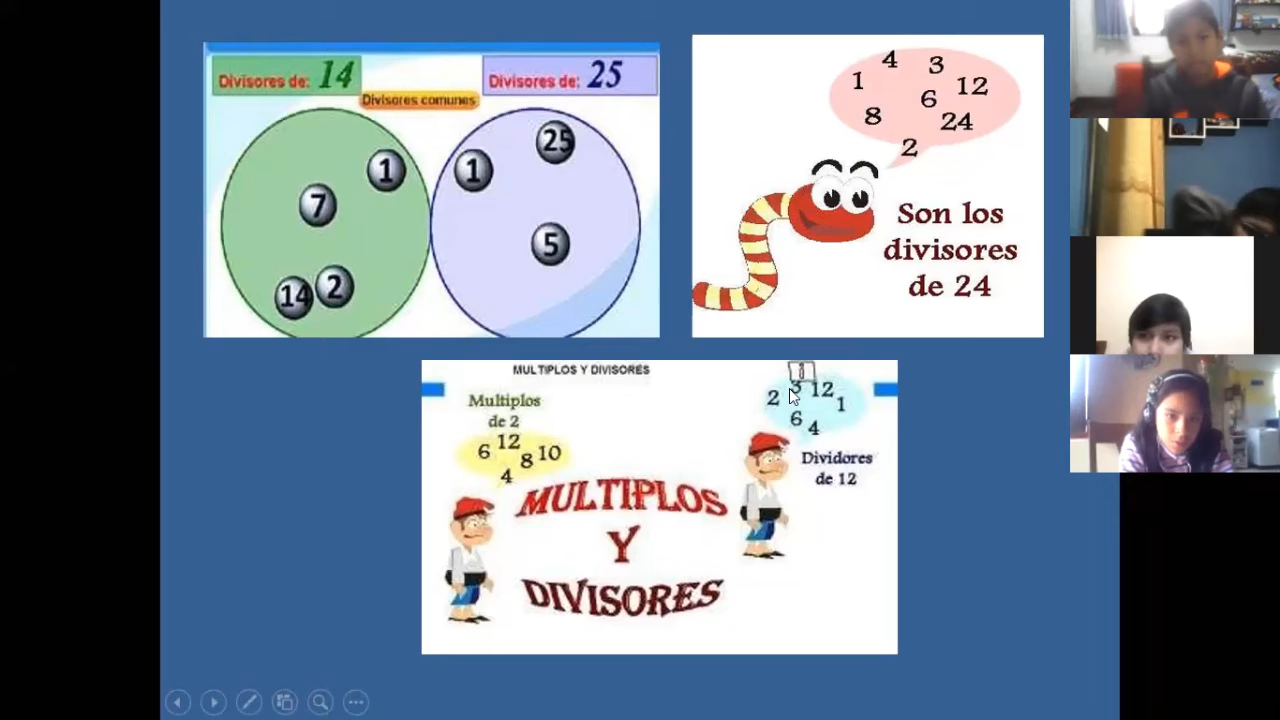 Divisores de: 14
Divisores de: 25
Divisores comunes
1
7
14
2
1
25
5
4
3
1
12
6
8
24
2
Son los
divisores
de 24
MULTIPLOS Y DIVISORES
Multiplos
de 2
6 12 8 10
4
MULTIPLOS
Y
DIVISORES
2 3 12 1
6 4
Dividores
de 12